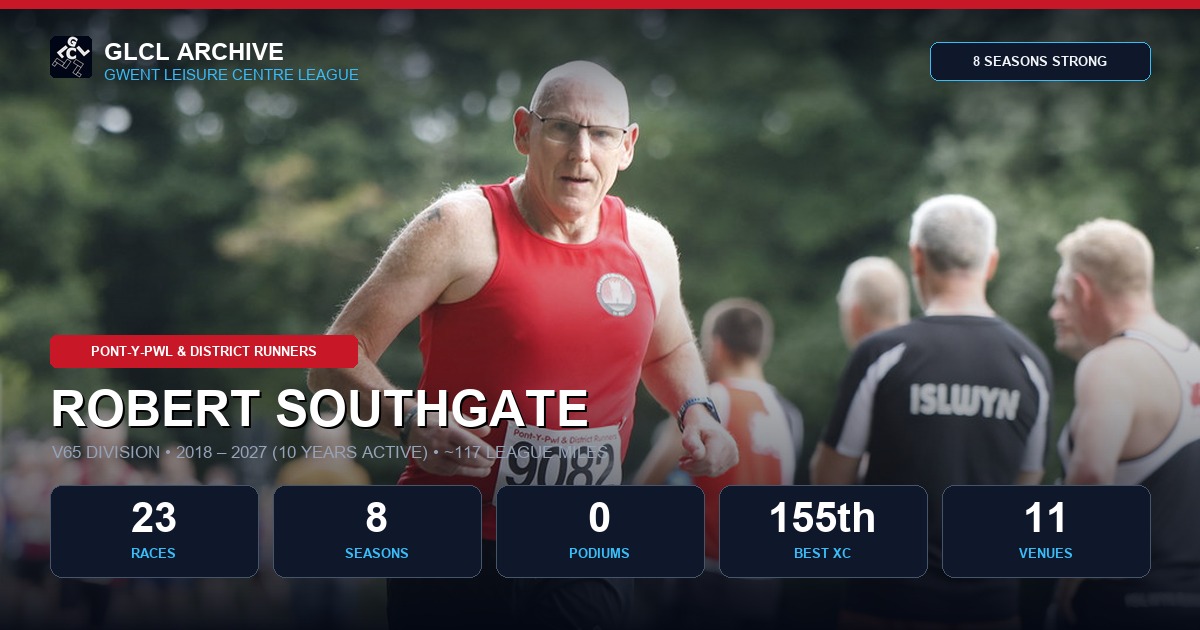 GLCL ARCHIVE
GWENT LEISURE CENTRE LEAGUE
8 SEASONS STRONG
ISLWYN
PONT-Y-PWL & DISTRICT RUNNERS
ROBERT SOUTHGATE
Pont-Y-Pwl & District Runners
V65 DIVISION • 2018 – 2027 (10 YEARS ACTIVE) • ~117 LEAGUE MILES
9082
23
RACES
8
SEASONS
0
PODIUMS
155th
BEST XC
11
VENUES